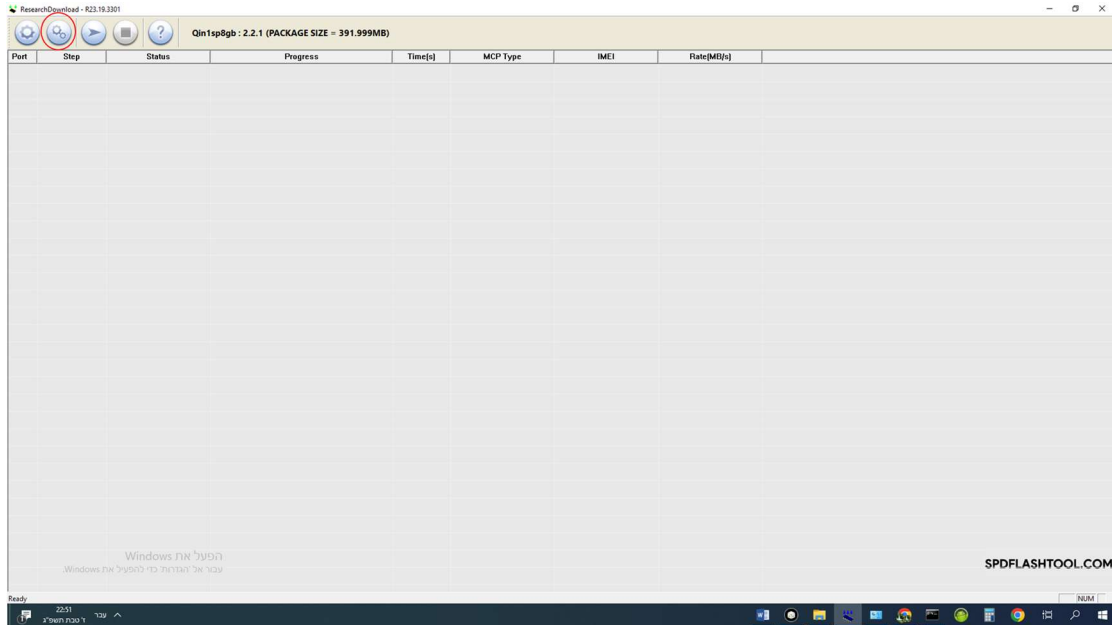 ResearchDownload - R23.19.3301
Qin1sp8gb : 2.2.1 (PACKAGE SIZE = 391.999MB)
Port Step Status Progress Time(s) MCP Type IMEI Rate(MB/s)
הפעל את Windows
עבור אל 'הגדרות' כדי להפעיל את Windows.
SPDFLASHTOOL.COM
Ready
NUM
22:51
עבר
ד' טבת תשפ"ג